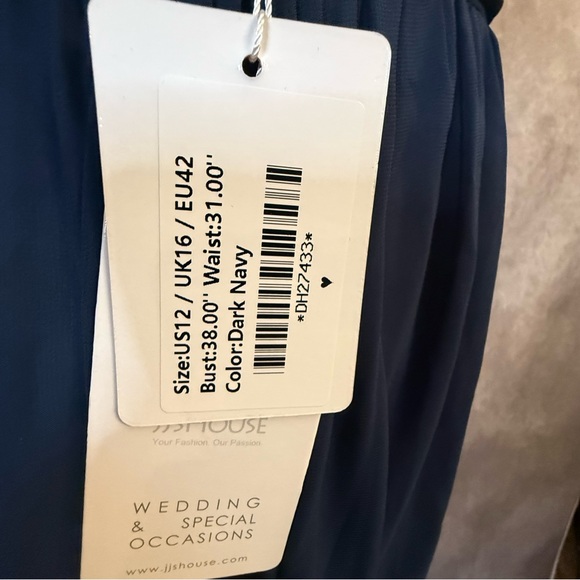 Size:US12 / UK16 / EU42
Bust:38.00'' Waist:31.00''
Color:Dark Navy
*DH27433*
JJSHOUSE
Your Fashion. Our Passion.
WEDDING
& SPECIAL
OCCASIONS
www.jjshouse.com